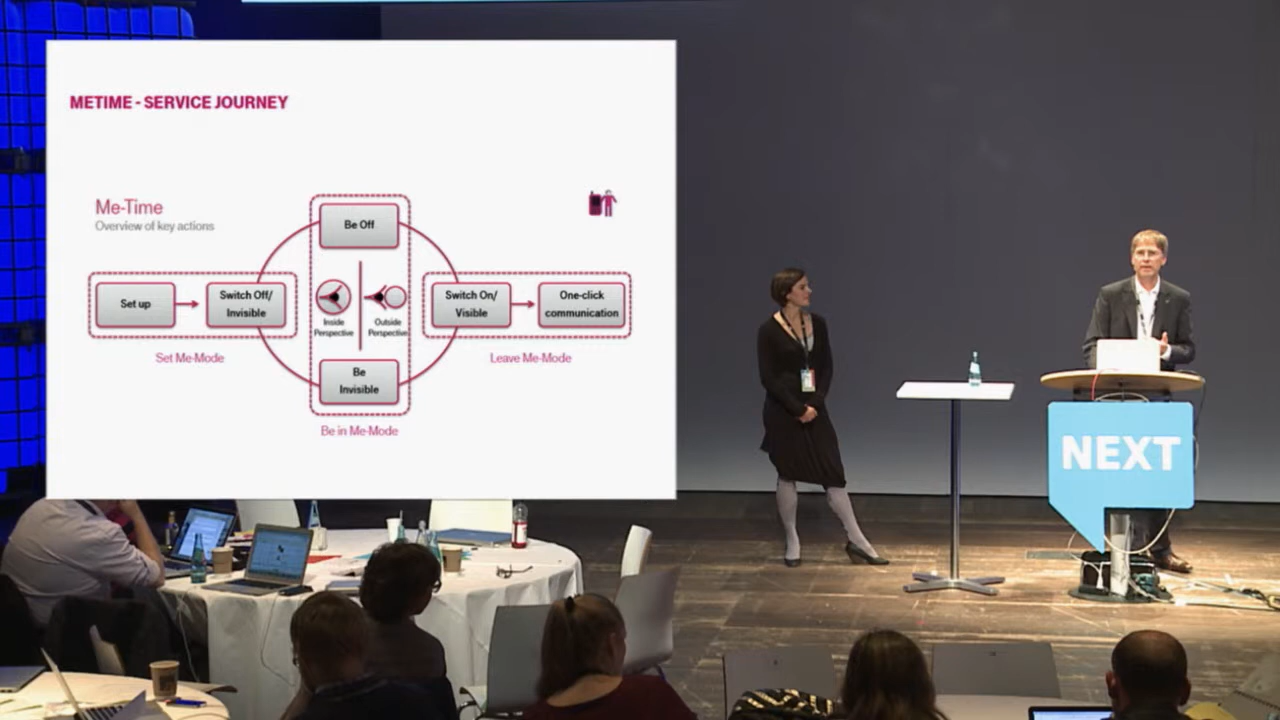 METIME - SERVICE JOURNEY
Me-Time
Overview of key actions
Be Off
Set up
Switch Off/
Invisible
Inside
Perspective
Outside
Perspective
Switch On/
Visible
One-click
communication
Set Me-Mode
Leave Me-Mode
Be
Invisible
Be in Me-Mode
NEXT